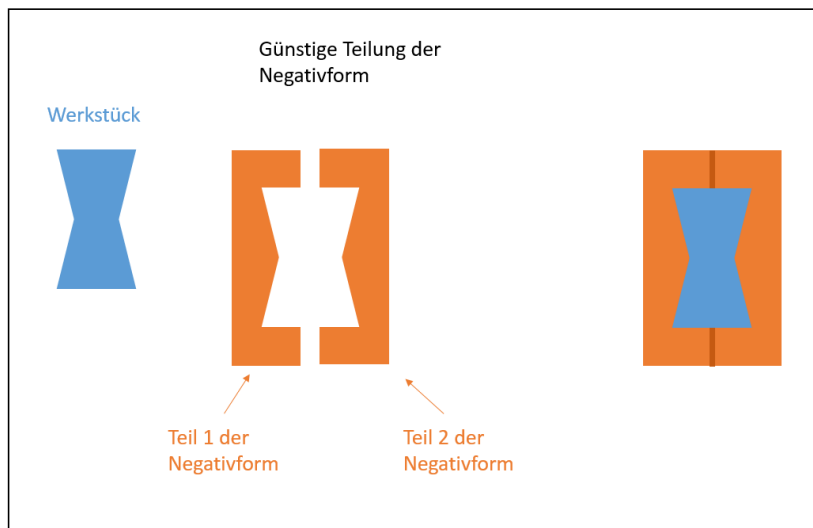 Günstige Teilung der
Negativform
Werkstück
Teil 1 der
Negativform
Teil 2 der
Negativform